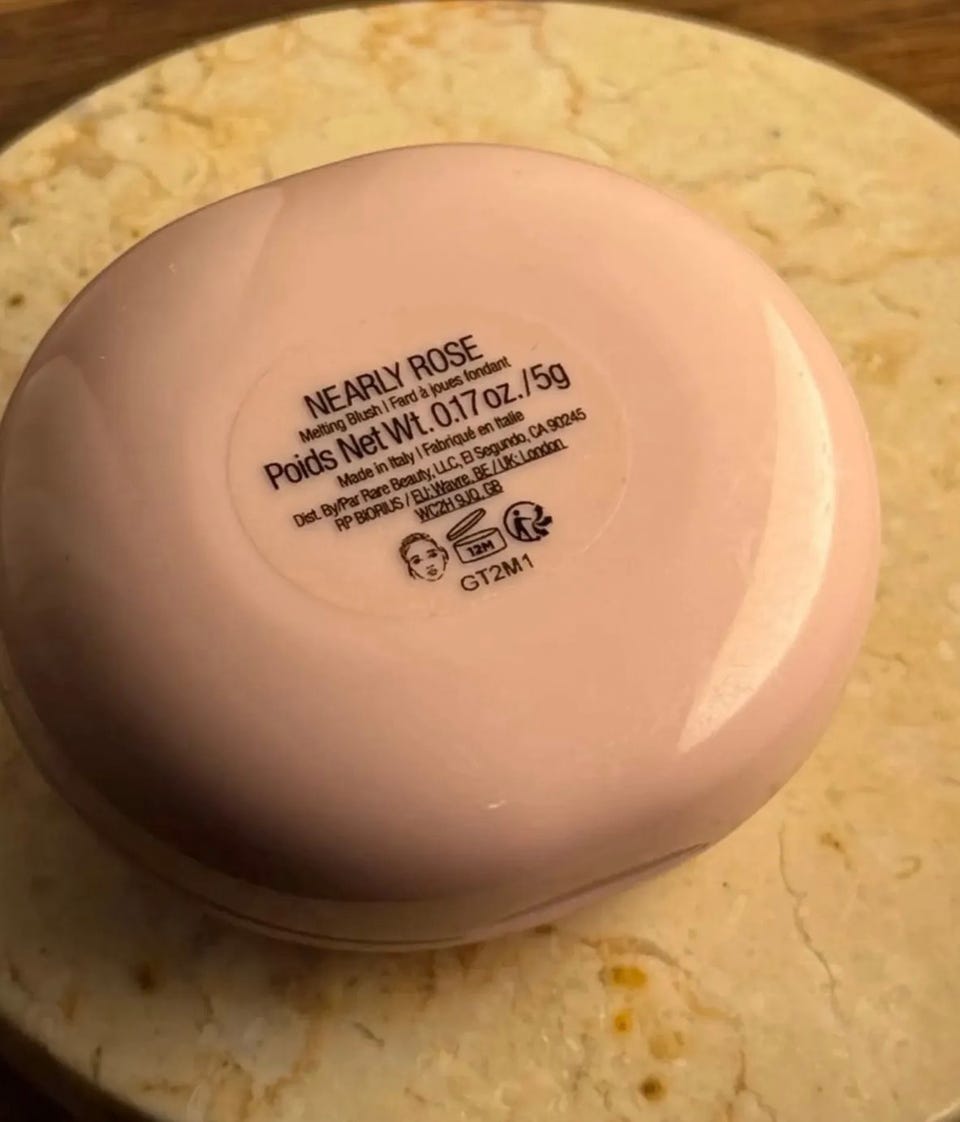 NEARLY ROSE
Melting Blush | Fard à joues fondant
Poids Net Wt. 0.17 oz./5g
Made in Italy | Fabriqué en Italie
Dist. By/Par Rare Beauty, LLC, El Segundo, CA 90245
RP BIORIUS / EU: Wavre, BE / UK: London,
WC2H 9JQ, GB
12M
GT2M1